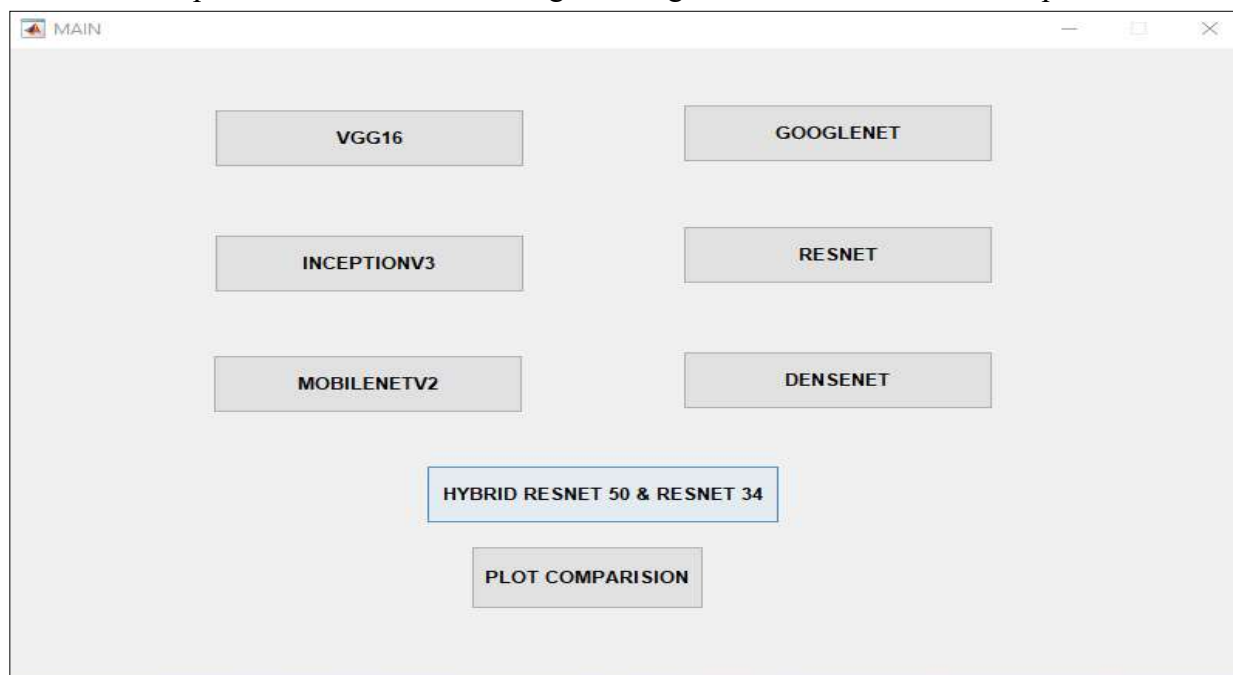 MAIN
VGG16
GOOGLENET
INCEPTIONV3
RESNET
MOBILENETV2
DENSENET
HYBRID RESNET 50 & RESNET 34
PLOT COMPARISION